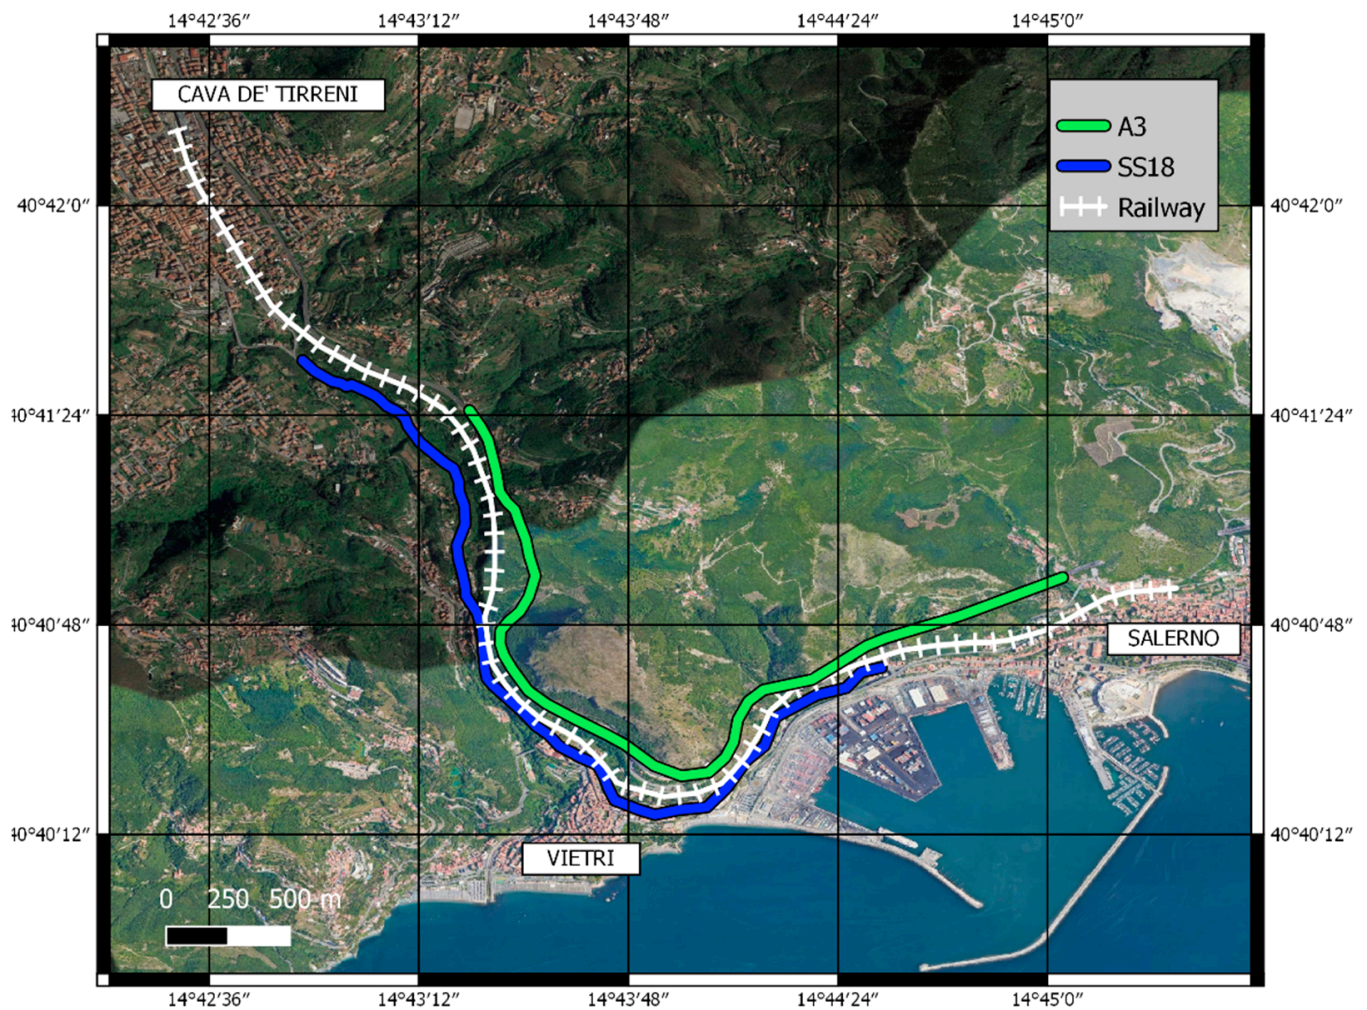 14°42′36″ 14°43′12″ 14°43′48″ 14°44′24″ 14°45′0″
CAVA DE' TIRRENI
A3
SS18
Railway
40°42′0″ 40°42′0″
40°41′24″ 40°41′24″
40°40′48″ 40°40′48″
SALERNO
40°40′12″ 40°40′12″
VIETRI
0 250 500 m
14°42′36″ 14°43′12″ 14°43′48″ 14°44′24″ 14°45′0″